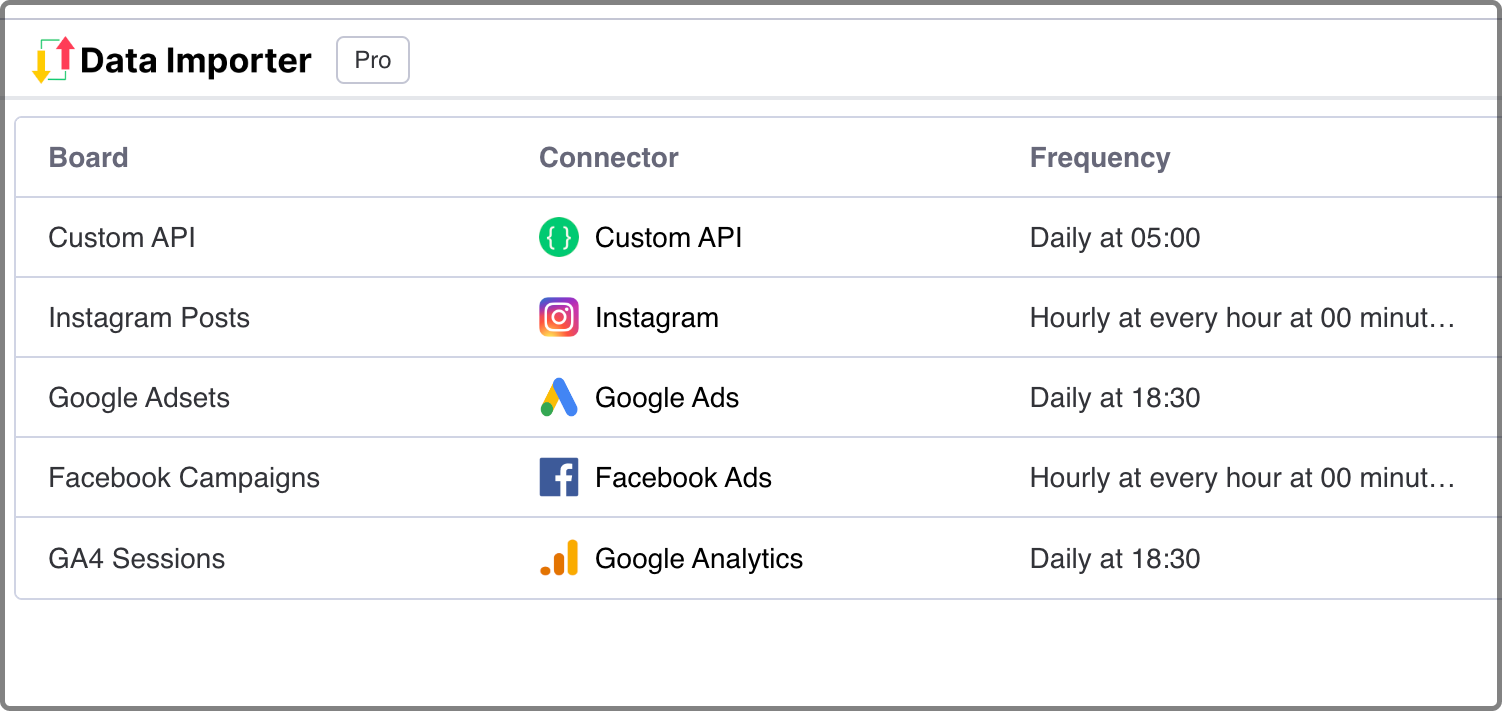 Data Importer Pro
Board Connector Frequency
Custom API {} Custom API Daily at 05:00
Instagram Posts Instagram Hourly at every hour at 00 minut…
Google Adsets Google Ads Daily at 18:30
Facebook Campaigns f Facebook Ads Hourly at every hour at 00 minut…
GA4 Sessions Google Analytics Daily at 18:30